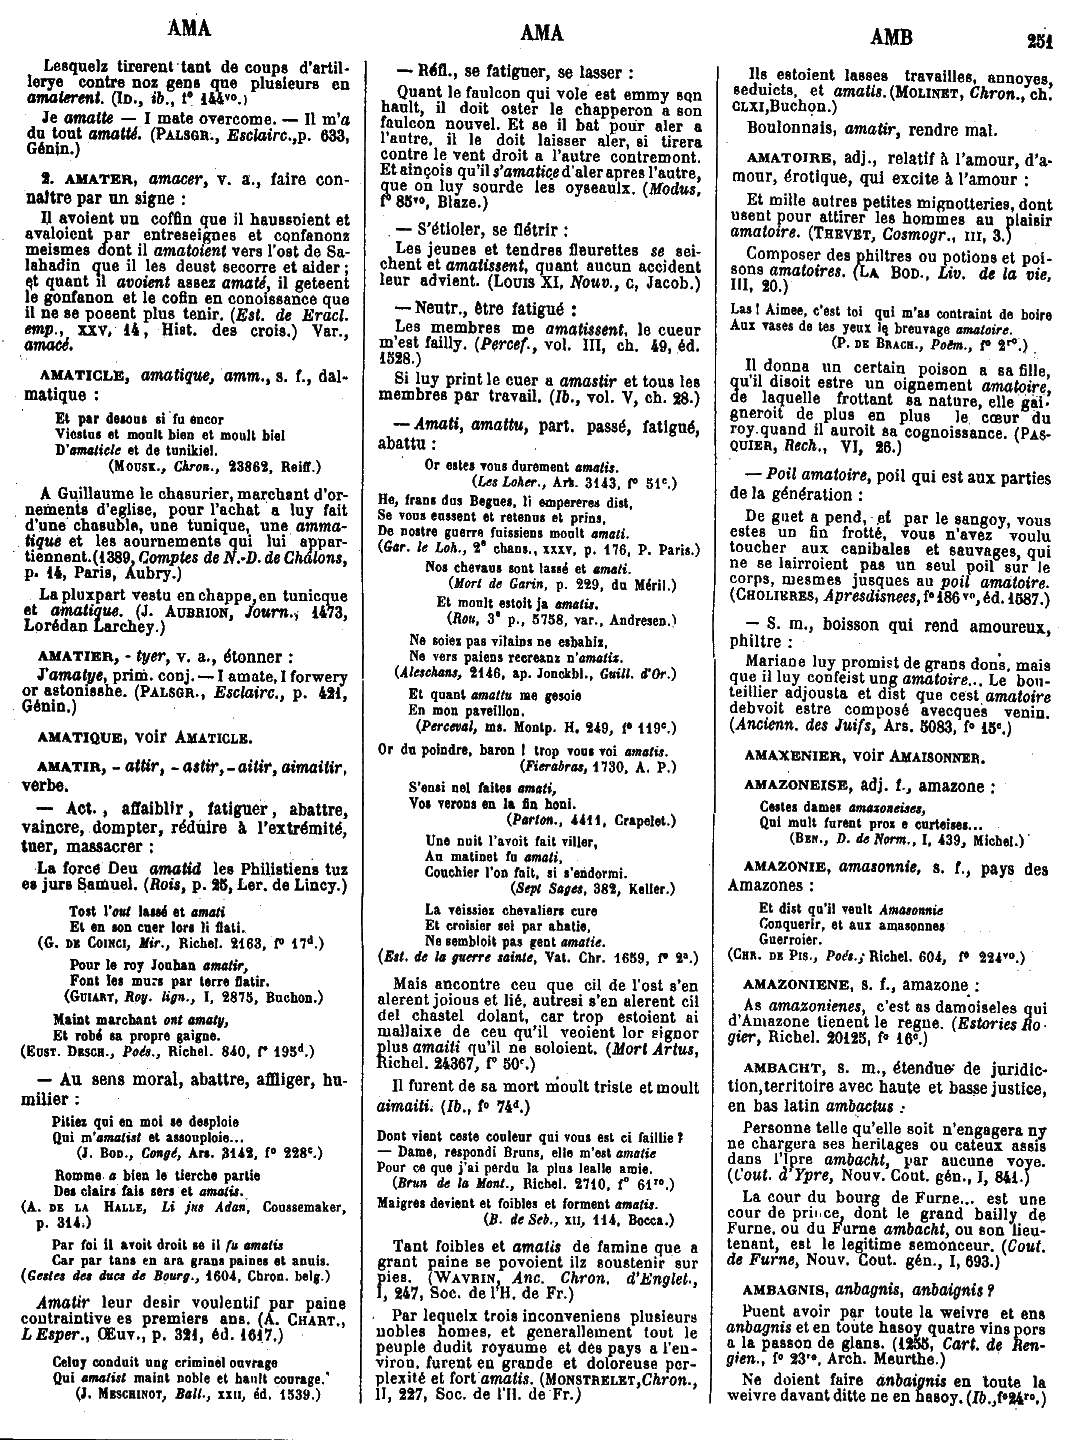 AMA
AMA
AMB
251
Lesquelz tirerent tant de coups d'artil-
lerye contre noz gens que plusieurs en
amaterent. (ID., ib., f° 144vo.)
Je amatte — I mate overcome. — Il m'a
du tout amatté. (PALSGR., Esclairc., p. 633,
Génin.)
2. AMATER, amacer, v. a., faire con-
naître par un signe :
Il avoient un coffin que il haussoient et
avaloient par entreseignes et confanonz
meismes dont il amatoient vers l'ost de Sa-
lahadin que il les deust secorre et aider ;
et quant il avoient assez amaté, il geteent
le gonfanon et le cofin en conoissance que
il ne se poent plus tenir. (Est. de Eracl.
emp., XXV, 14, Hist. des crois.) Var.,
amacé.
AMATICLE, amatique, amm., s. f., dal-
matique :
Et par desous si fu encor
Viestus et moult bien et moult biel
D'amaticle et de tunikiel.
(MOUSK., Chron., 23862, Reiff.)
A Guillaume le chasurier, marchant d'or-
nements d'eglise, pour l'achat a luy fait
d'une chasuble, une tunique, une amma-
tique et les aournements qui lui appar-
tiennent. (1389, Comptes de N.-D. de Châlons,
p. 14, Paris, Aubry.)
La pluxpart vestu en chappe, en tunicque
et amatique. (J. AUBRION, Journ., 1473,
Lorédan Larchey.)
AMATIER, - tyer, v. a., étonner :
J'amatye, prim. conj. — I amate, I forwery
or astonisshe. (PALSGR., Esclairc., p. 421,
Génin.)
AMATIQUE, voir AMATICLE.
AMATIR, - attir, - astir, - aitir, aimaitir,
verbe.
— Act., affaiblir, fatiguer, abattre,
vaincre, dompter, réduire à l'extrémité,
tuer, massacrer :
La force Deu amatid les Philistiens tuz
es jurs Samuel. (Rois, p. 25, Ler. de Lincy.)
Tost l'out lassé et amati
Et en son cuer lors li flati.
(G. DE COINCI, Mir., Richel. 2163, f° 17d.)
Pour le roy Jouhan amatir,
Font les murs par terre flatir.
(GUIART, Roy. lign., I, 2875, Buchon.)
Maint marchant ont amaty,
Et robé sa propre gaigne.
(EUST. DESCH., Poés., Richel. 840, f° 195d.)
— Au sens moral, abattre, affliger, hu-
milier :
Pitiez qui en moi se desploie
Qui m'amatist et assouploie...
(J. BOD., Congé, Ars. 3142, f° 228c.)
Romme a bien le tierche partie
Des clairs fais sers et amatis.
(A. DE LA HALLE, Li jus Adan, Coussemaker,
p. 314.)
Par foi il avoit droit se il fu amatis
Car par tans en ara grans paines et anuis.
(Gestes des ducs de Bourg., 1604, Chron. belg.)
Amatir leur desir voulentif par paine
contraintive es premiers ans. (A. CHART.,
L Esper., Œuv., p. 321, éd. 1617.)
Celuy conduit ung criminel ouvrage
Qui amatist maint noble et hault courage.
(J. MESCHINOT, Ball., XXII, éd. 1539.)
— Réfl., se fatiguer, se lasser :
Quant le faulcon qui vole est emmy son
hault, il doit oster le chapperon a son
faulcon nouvel. Et se il bat pour aler a
l'autre, il le doit laisser aler, si tirera
contre le vent droit a l'autre contremont.
Et ainçois qu'il s'amatice d'aler apres l'autre,
que on luy sourde les oyseaulx. (Modus,
f° 85vo, Blaze.)
— S'étioler, se flétrir :
Les jeunes et tendres fleurettes se sei-
chent et amatissent, quant aucun accident
leur advient. (LOUIS XI, Nouv., C, Jacob.)
— Neutr., être fatigué :
Les membres me amatissent, le cueur
m'est failly. (Percef., vol. III, ch. 49, éd.
1528.)
Si luy print le cuer a amastir et tous les
membres par travail. (Ib., vol. V, ch. 28.)
— Amati, amattu, part. passé, fatigué,
abattu :
Or estes vous durement amatis.
(Les Loher., Ars. 3143, f° 51c.)
He, frans dus Begues, li empereres dist,
Se vous eussent et retenus et prins,
De nostre guerre fuissiens moult amati.
(Gar. le Loh., 2° chans., XXXV, p. 176, P. Paris.)
Nos chevaus sont lassé et amati.
(Mort de Garin, p. 229, du Méril.)
Et moult estoit ja amatis.
(Rou, 3° p., 5758, var., Andresen.)
Ne soiez pas vilains ne esbahiz,
Ne vers paiens recreanz n'amatiz.
(Aleschans, 2146, ap. Jonckbl., Guill. d'Or.)
Et quant amattu me gesoie
En mon paveillon.
(Perceval, ms. Montp. H. 249, f° 119c.)
Or du poindre, baron ! trop vous voi amatis.
(Fierabras, 1730, A. P.)
S'ensi nel faites amati,
Vos verons en la fin honi.
(Parton., 4411, Crapelet.)
Une nuit l'avoit fait viller,
Au matinet fu amati,
Couchier l'on fait, si s'endormi.
(Sept Sages, 382, Keller.)
La veissiez chevaliers cure
Et croisier sei par abatie,
Ne sembloit pas gent amatie.
(Est. de la guerre sainte, Vat. Chr. 1659, f° 2a.)
Mais ancontre ceu que cil de l'ost s'en
alerent joious et lié, autresi s'en alerent cil
del chastel dolant, car trop estoient ai
mallaixe de ceu qu'il veoient lor signor
plus amaiti qu'il ne soloient. (Mort Artus,
Richel. 24367, f° 50c.)
Il furent de sa mort moult triste et moult
aimaiti. (Ib., f° 74d.)
Dont vient ceste couleur qui vous est ci faillie ?
— Dame, respondi Bruns, elle m'est amatie
Pour ce que j'ai perdu la plus lealle amie.
(Brun de la Mont., Richel. 2710, f° 61ro.)
Maigres devient et foibles et forment amatis.
(B. de Seb., XII, 114, Bocca.)
Tant foibles et amatis de famine que a
grant paine se povoient ilz soustenir sur
pies. (WAVRIN, Anc. Chron. d'Englet.,
I, 247, Soc. de l'H. de Fr.)
Par lequelx trois inconveniens plusieurs
nobles homes, et generallement tout le
peuple dudit royaume et des pays a l'en-
viron, furent en grande et doloreuse per-
plexité et fort amatis. (MONSTRELET, Chron.,
II, 227, Soc. de l'H. de Fr.)
Ils estoient lasses travailles, annoyes,
seduicts, et amatis. (MOLINET, Chron., ch.
CLXI, Buchon.)
Boulonnais, amatir, rendre mal.
AMATOIRE, adj., relatif à l'amour, d'a-
mour, érotique, qui excite à l'amour :
Et mille autres petites mignotteries, dont
usent pour attirer les hommes au plaisir
amatoire. (THEVET, Cosmogr., III, 3.)
Composer des philtres ou potions et poi-
sons amatoires. (LA BOD., Liv. de la vie,
III, 20.)
Las ! Aimee, c'est toi qui m'as contraint de boire
Aux vases de tes yeux le breuvage amatoire.
(P. DE BRACH., Poëm., f° 2ro.)
Il donna un certain poison a sa fille,
qu'il disoit estre un oignement amatoire,
de laquelle frottant sa nature, elle gai-
gneroit de plus en plus le cœur du
roy quand il auroit sa cognoissance. (PAS-
QUIER, Rech., VI, 26.)
— Poil amatoire, poil qui est aux parties
de la génération :
De guet a pend, et par le sangoy, vous
estes un fin frotté, vous n'avez voulu
toucher aux canibales et sauvages, qui
ne se lairroient pas un seul poil sur le
corps, mesmes jusques au poil amatoire.
(CHOLIERES, Apresdisnees, f° 186vo, éd. 1587.)
— S. m., boisson qui rend amoureux,
philtre :
Mariane luy promist de grans dons, mais
que il luy confeist ung amatoire... Le bou-
teillier adjousta et dist que cest amatoire
debvoit estre composé avecques venin.
(Ancienn. des Juifs, Ars. 5083, f° 15c.)
AMAXENIER, voir AMAISONNER.
AMAZONEISE, adj. f., amazone :
Cestes dames amazoneises,
Qui mult furent proz e curteises...
(BEN., D. de Norm., I, 439, Michel.)
AMAZONIE, amasonnie, s. f., pays des
Amazones :
Et dist qu'il veult Amasonnie
Conquerir, et aux amasonnes
Guerroier.
(CHR. DE PIS., Poés., Richel. 604, f° 224vo.)
AMAZONIENE, s. f., amazone :
As amazonienes, c'est as damoiseles qui
d'Amazone tienent le regne. (Estories Ro-
gier, Richel. 20125, f° 16c.)
AMBACHT, s. m., étendue de juridic-
tion, territoire avec haute et basse justice,
en bas latin ambactus :
Personne telle qu'elle soit n'engagera ny
ne chargera ses heritages ou cateux assis
dans l'Ipre ambacht, par aucune voye.
(Cout. d'Ypre, Nouv. Cout. gén., I, 841.)
La cour du bourg de Furne... est une
cour de prince, dont le grand bailly de
Furne, ou du Furne ambacht, ou son lieu-
tenant, est le legitime semonceur. (Cout.
de Furne, Nouv. Cout. gén., I, 693.)
AMBAGNIS, anbagnis, anbaignis ?
Puent avoir par toute la weivre et ens
anbagnis et en toute hasoy quatre vins pors
a la passon de glans. (1255, Cart. de Ren-
gien., f° 23ro, Arch. Meurthe.)
Ne doient faire anbaignis en toute la
weivre davant ditte ne en hasoy. (Ib., f° 24ro.)